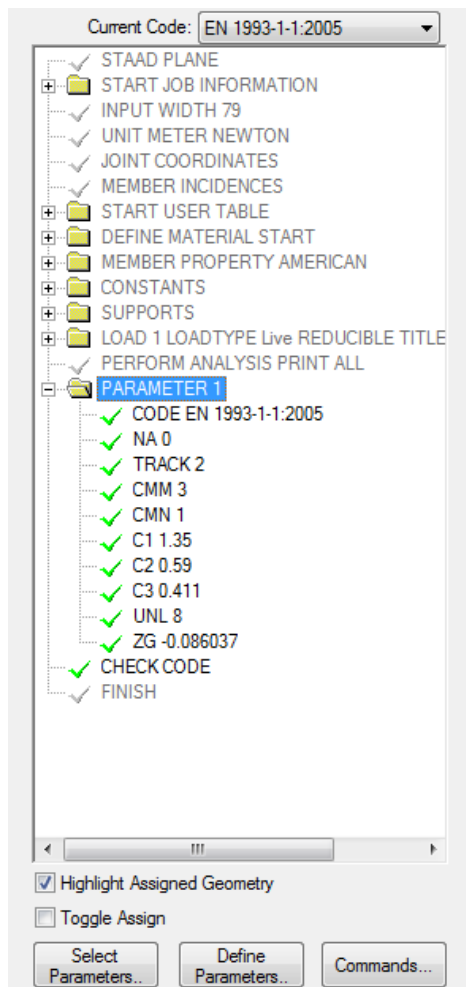 Current Code: EN 1993-1-1:2005
STAAD PLANE
START JOB INFORMATION
INPUT WIDTH 79
UNIT METER NEWTON
JOINT COORDINATES
MEMBER INCIDENCES
START USER TABLE
DEFINE MATERIAL START
MEMBER PROPERTY AMERICAN
CONSTANTS
SUPPORTS
LOAD 1 LOADTYPE Live REDUCIBLE TITLE
PERFORM ANALYSIS PRINT ALL
PARAMETER 1
CODE EN 1993-1-1:2005
NA 0
TRACK 2
CMM 3
CMN 1
C1 1.35
C2 0.59
C3 0.411
UNL 8
ZG -0.086037
CHECK CODE
FINISH
Highlight Assigned Geometry
Toggle Assign
Select Define Commands...
Parameters.. Parameters..